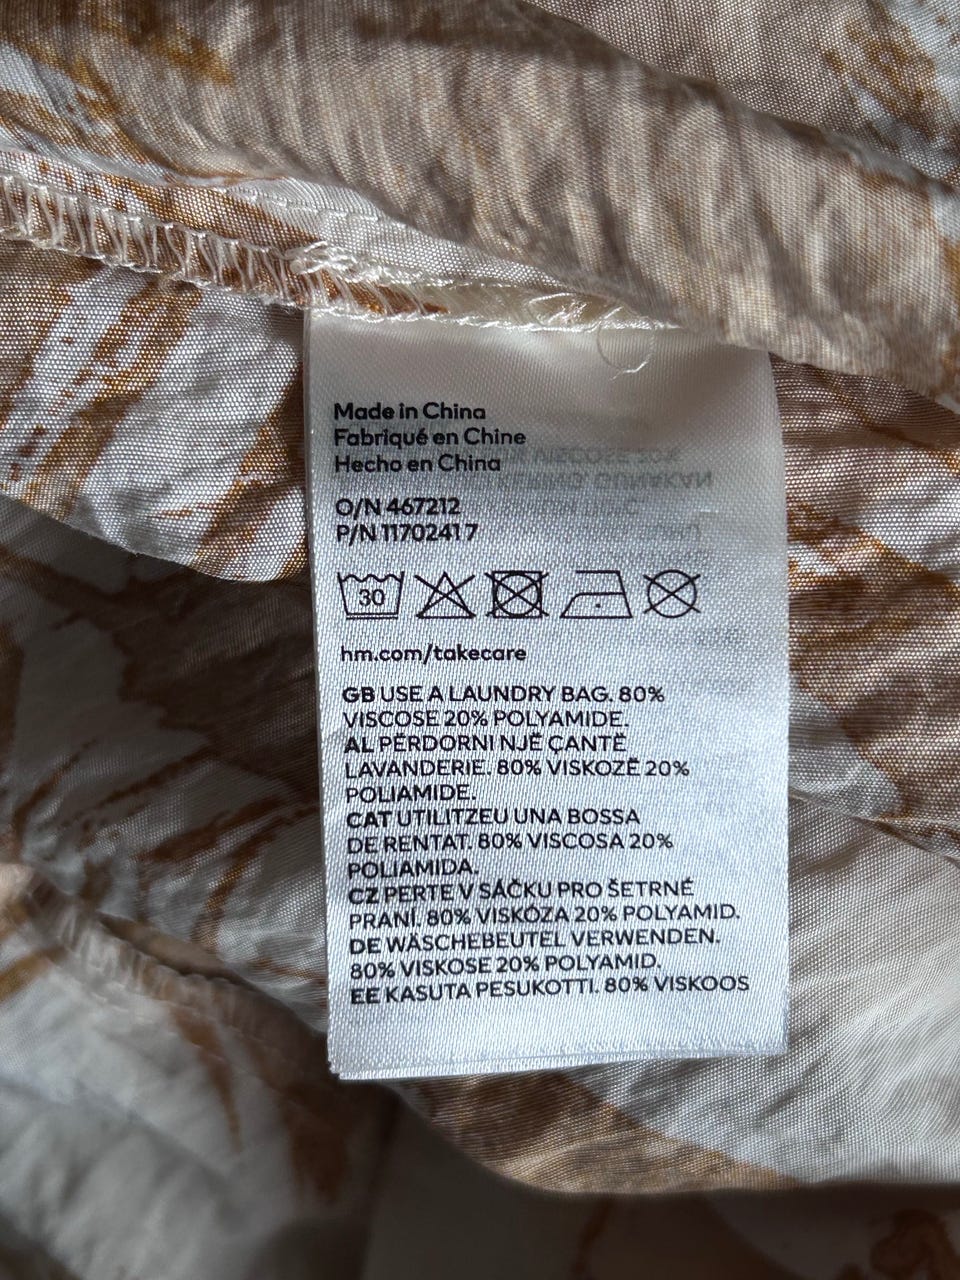 Made in China
Fabriqué en Chine
Hecho en China
O/N 467212
P/N 1170241 7
30
hm.com/takecare
GB USE A LAUNDRY BAG. 80%
VISCOSE 20% POLYAMIDE.
AL PËRDORNI NJË ÇANTË
LAVANDERIE. 80% VISKOZË 20%
POLIAMIDE.
CAT UTILITZEU UNA BOSSA
DE RENTAT. 80% VISCOSA 20%
POLIAMIDA.
CZ PERTE V SÁČKU PRO ŠETRNÉ
PRANÍ. 80% VISKÓZA 20% POLYAMID.
DE WÄSCHEBEUTEL VERWENDEN.
80% VISKOSE 20% POLYAMID.
EE KASUTA PESUKOTTI. 80% VISKOOS